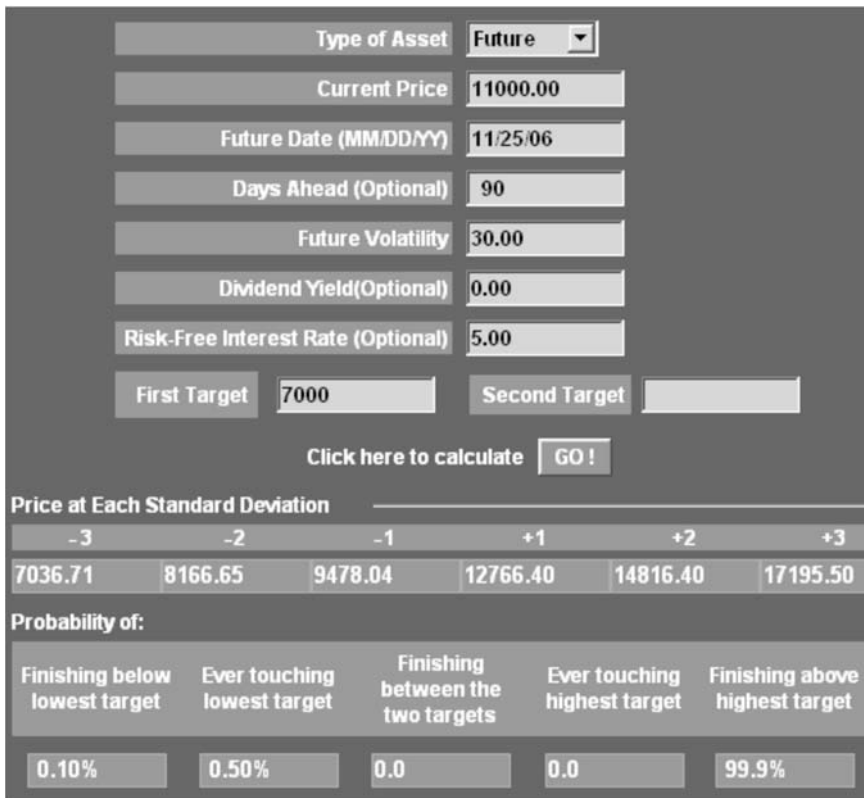 Type of Asset Future
Current Price 11000.00
Future Date (MM/DD/YY) 11/25/06
Days Ahead (Optional) 90
Future Volatility 30.00
Dividend Yield(Optional) 0.00
Risk-Free Interest Rate (Optional) 5.00
First Target 7000 Second Target
Click here to calculate GO !
Price at Each Standard Deviation
-3 -2 -1 +1 +2 +3
7036.71 8166.65 9478.04 12766.40 14816.40 17195.50
Probability of:
Finishing below lowest target
Ever touching lowest target
Finishing between the two targets
Ever touching highest target
Finishing above highest target
0.10% 0.50% 0.0 0.0 99.9%